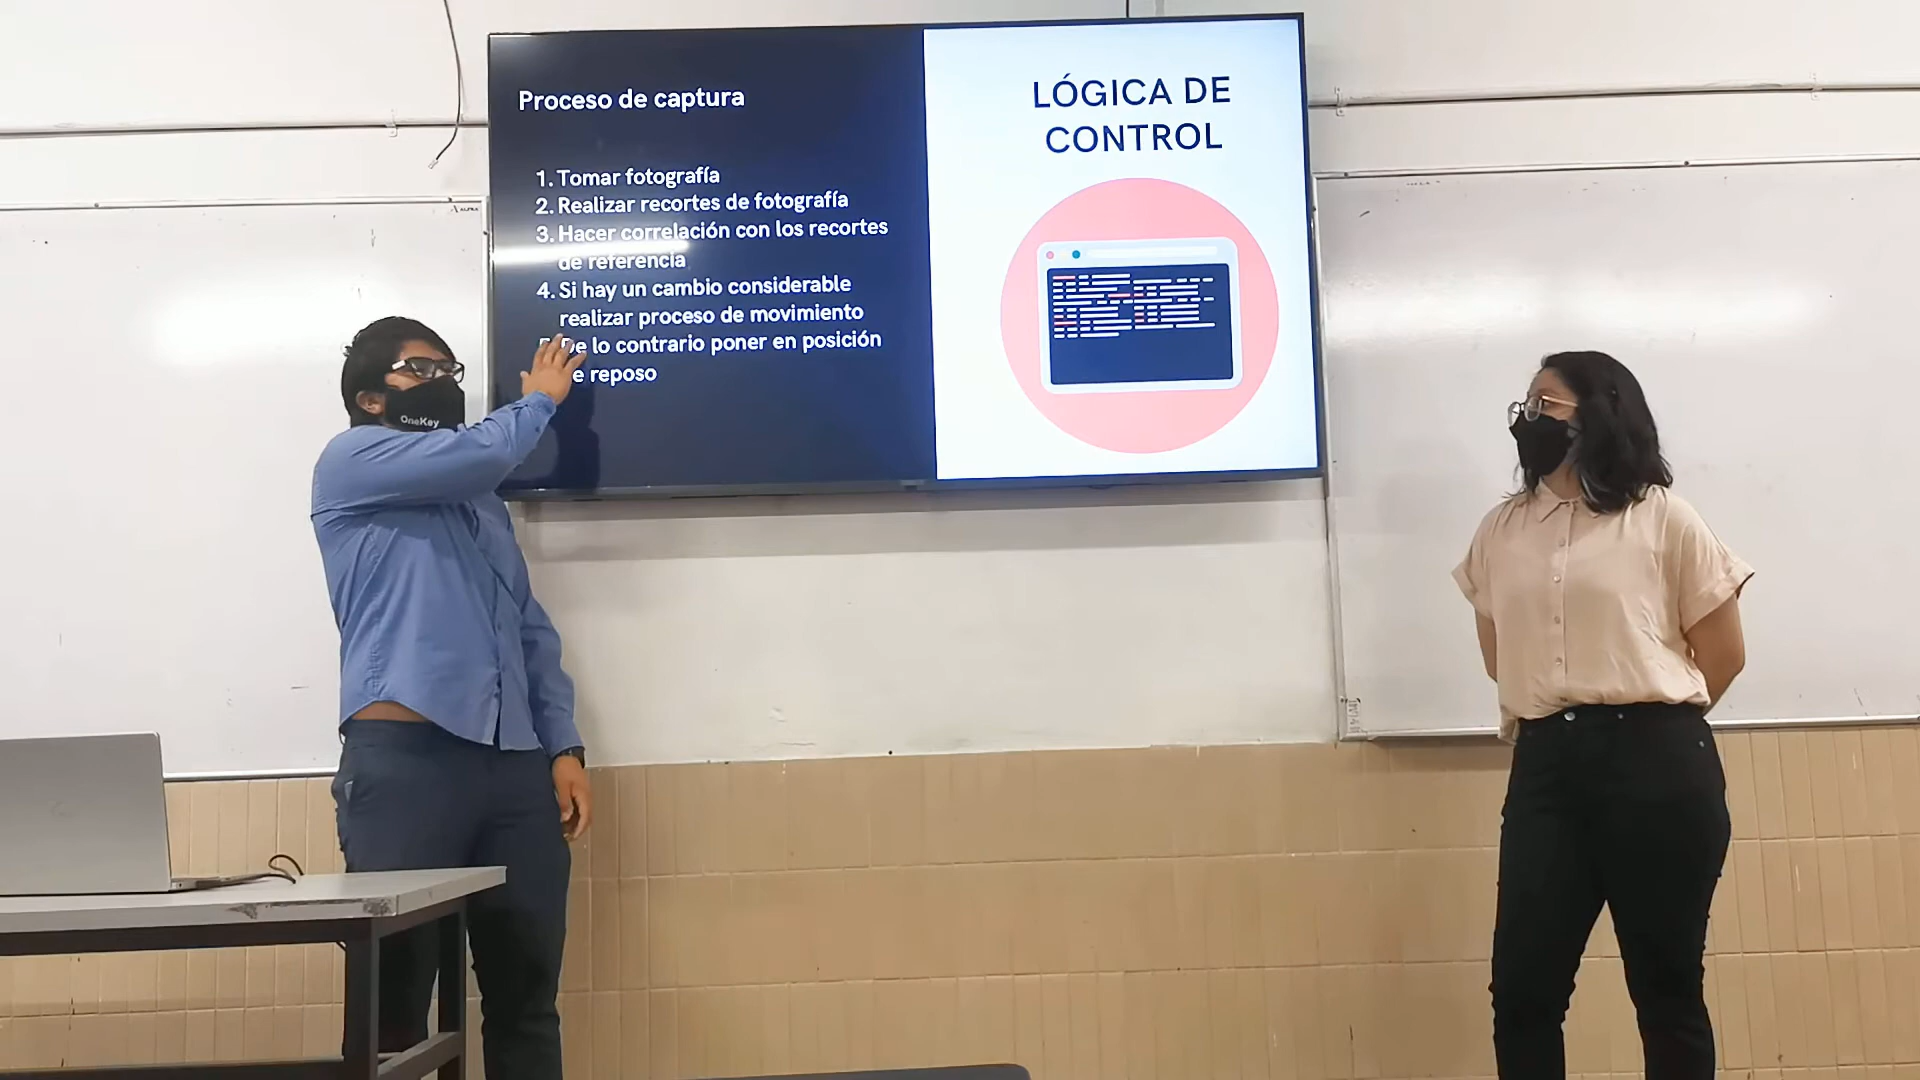 Proceso de captura
1. Tomar fotografía
2. Realizar recortes de fotografía
3. Hacer correlación con los recortes
de referencia
4. Si hay un cambio considerable
realizar proceso de movimiento
De lo contrario poner en posición
e reposo
LÓGICA DE
CONTROL
OneKey